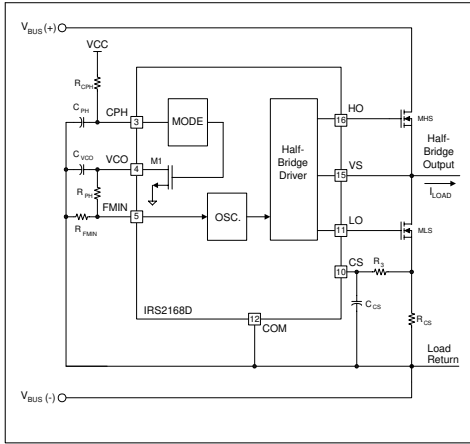 V_BUS (+)
VCC
R_CPH
C_PH
CPH
3
MODE
HO
16
MHS
C_VCO
VCO
4
M1
Half-
Bridge
Driver
VS
15
Half-
Bridge
Output
I_LOAD
R_PH
FMIN
5
OSC.
R_FMIN
LO
11
MLS
CS
10
R_3
C_CS
R_CS
IRS2168D
12
COM
Load
Return
V_BUS (-)